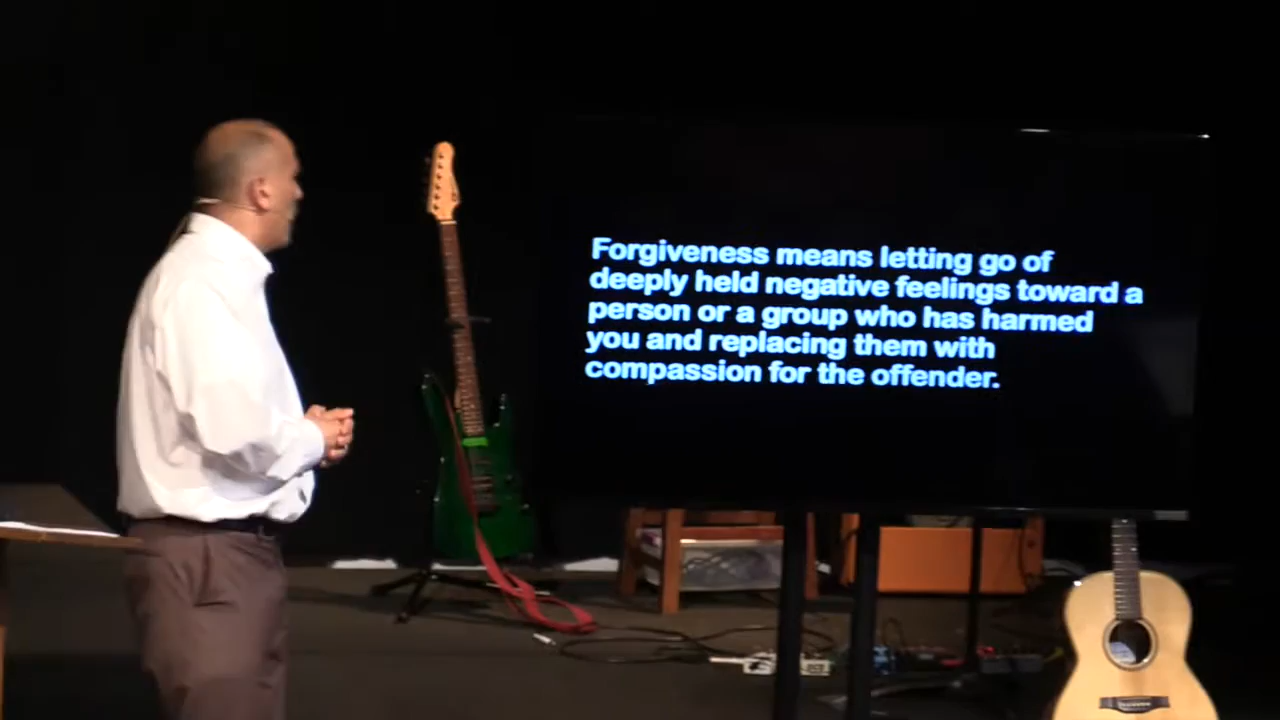 Forgiveness means letting go of
deeply held negative feelings toward a
person or a group who has harmed
you and replacing them with
compassion for the offender.